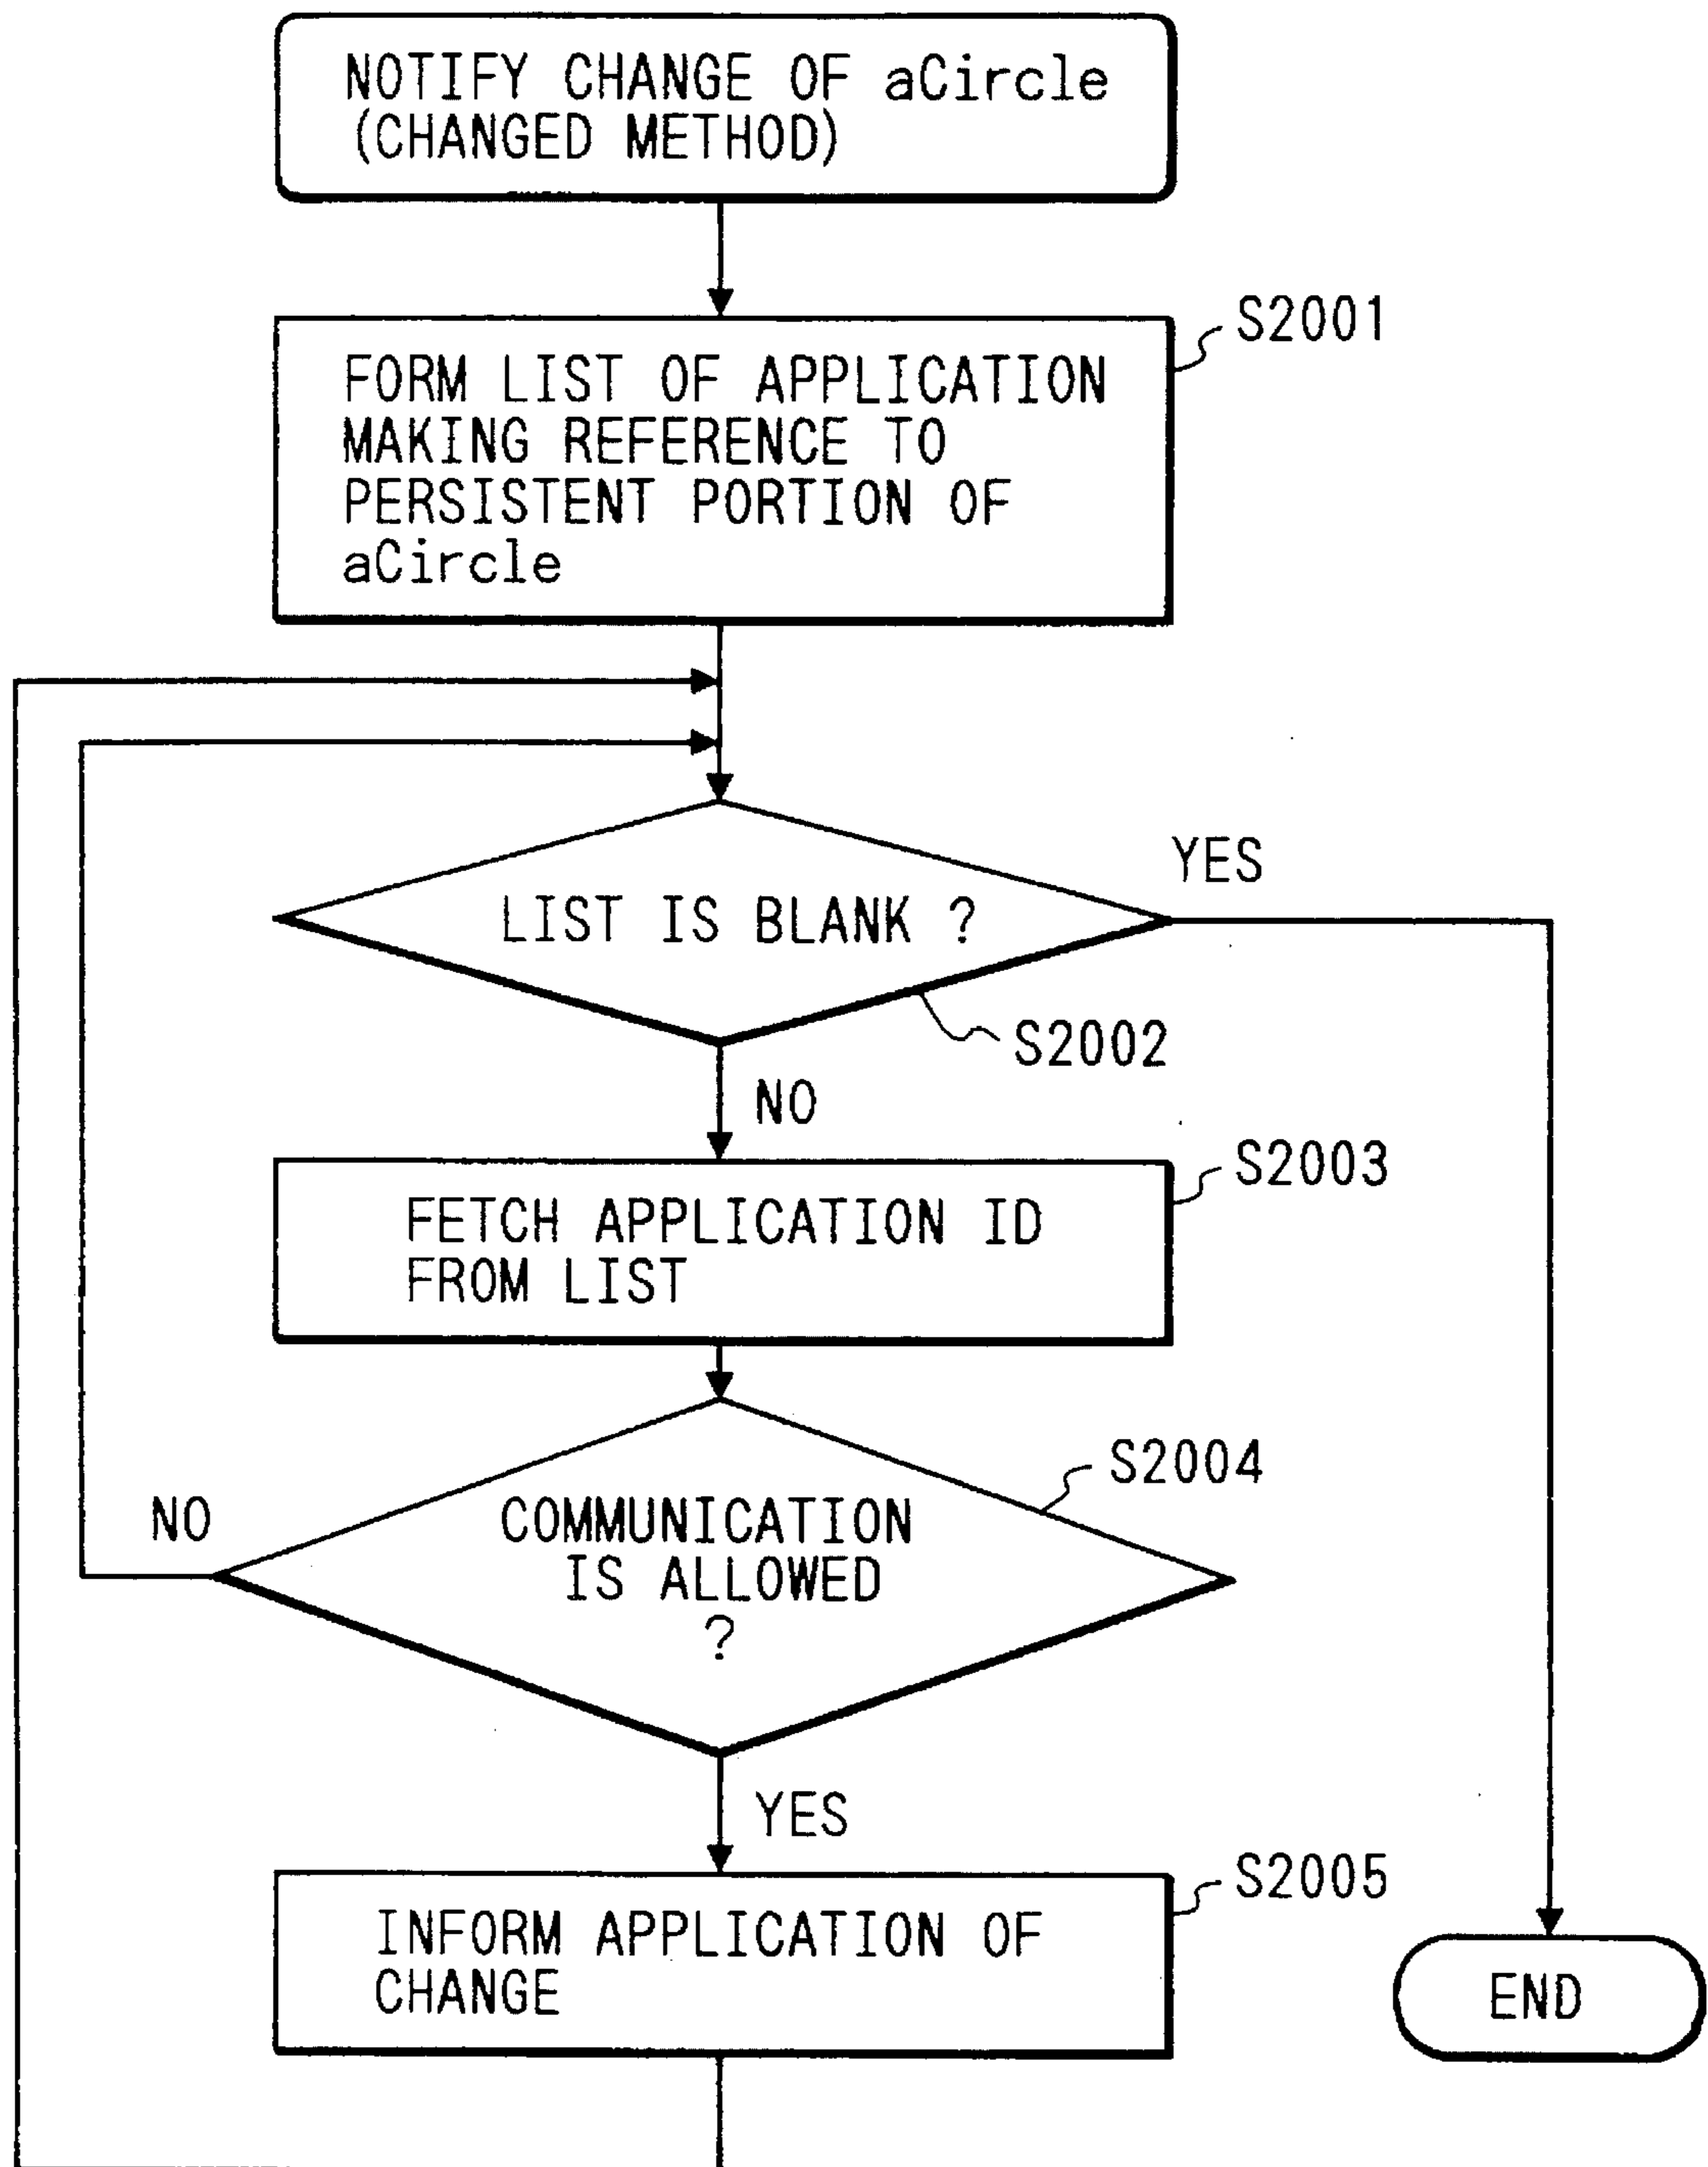 NOTIFY CHANGE OF aCircle
(CHANGED METHOD)
S2001
FORM LIST OF APPLICATION
MAKING REFERENCE TO
PERSISTENT PORTION OF
aCircle
YES
LIST IS BLANK ?
S2002
NO
S2003
FETCH APPLICATION ID
FROM LIST
S2004
NO
COMMUNICATION
IS ALLOWED
?
YES
S2005
INFORM APPLICATION OF
CHANGE
END